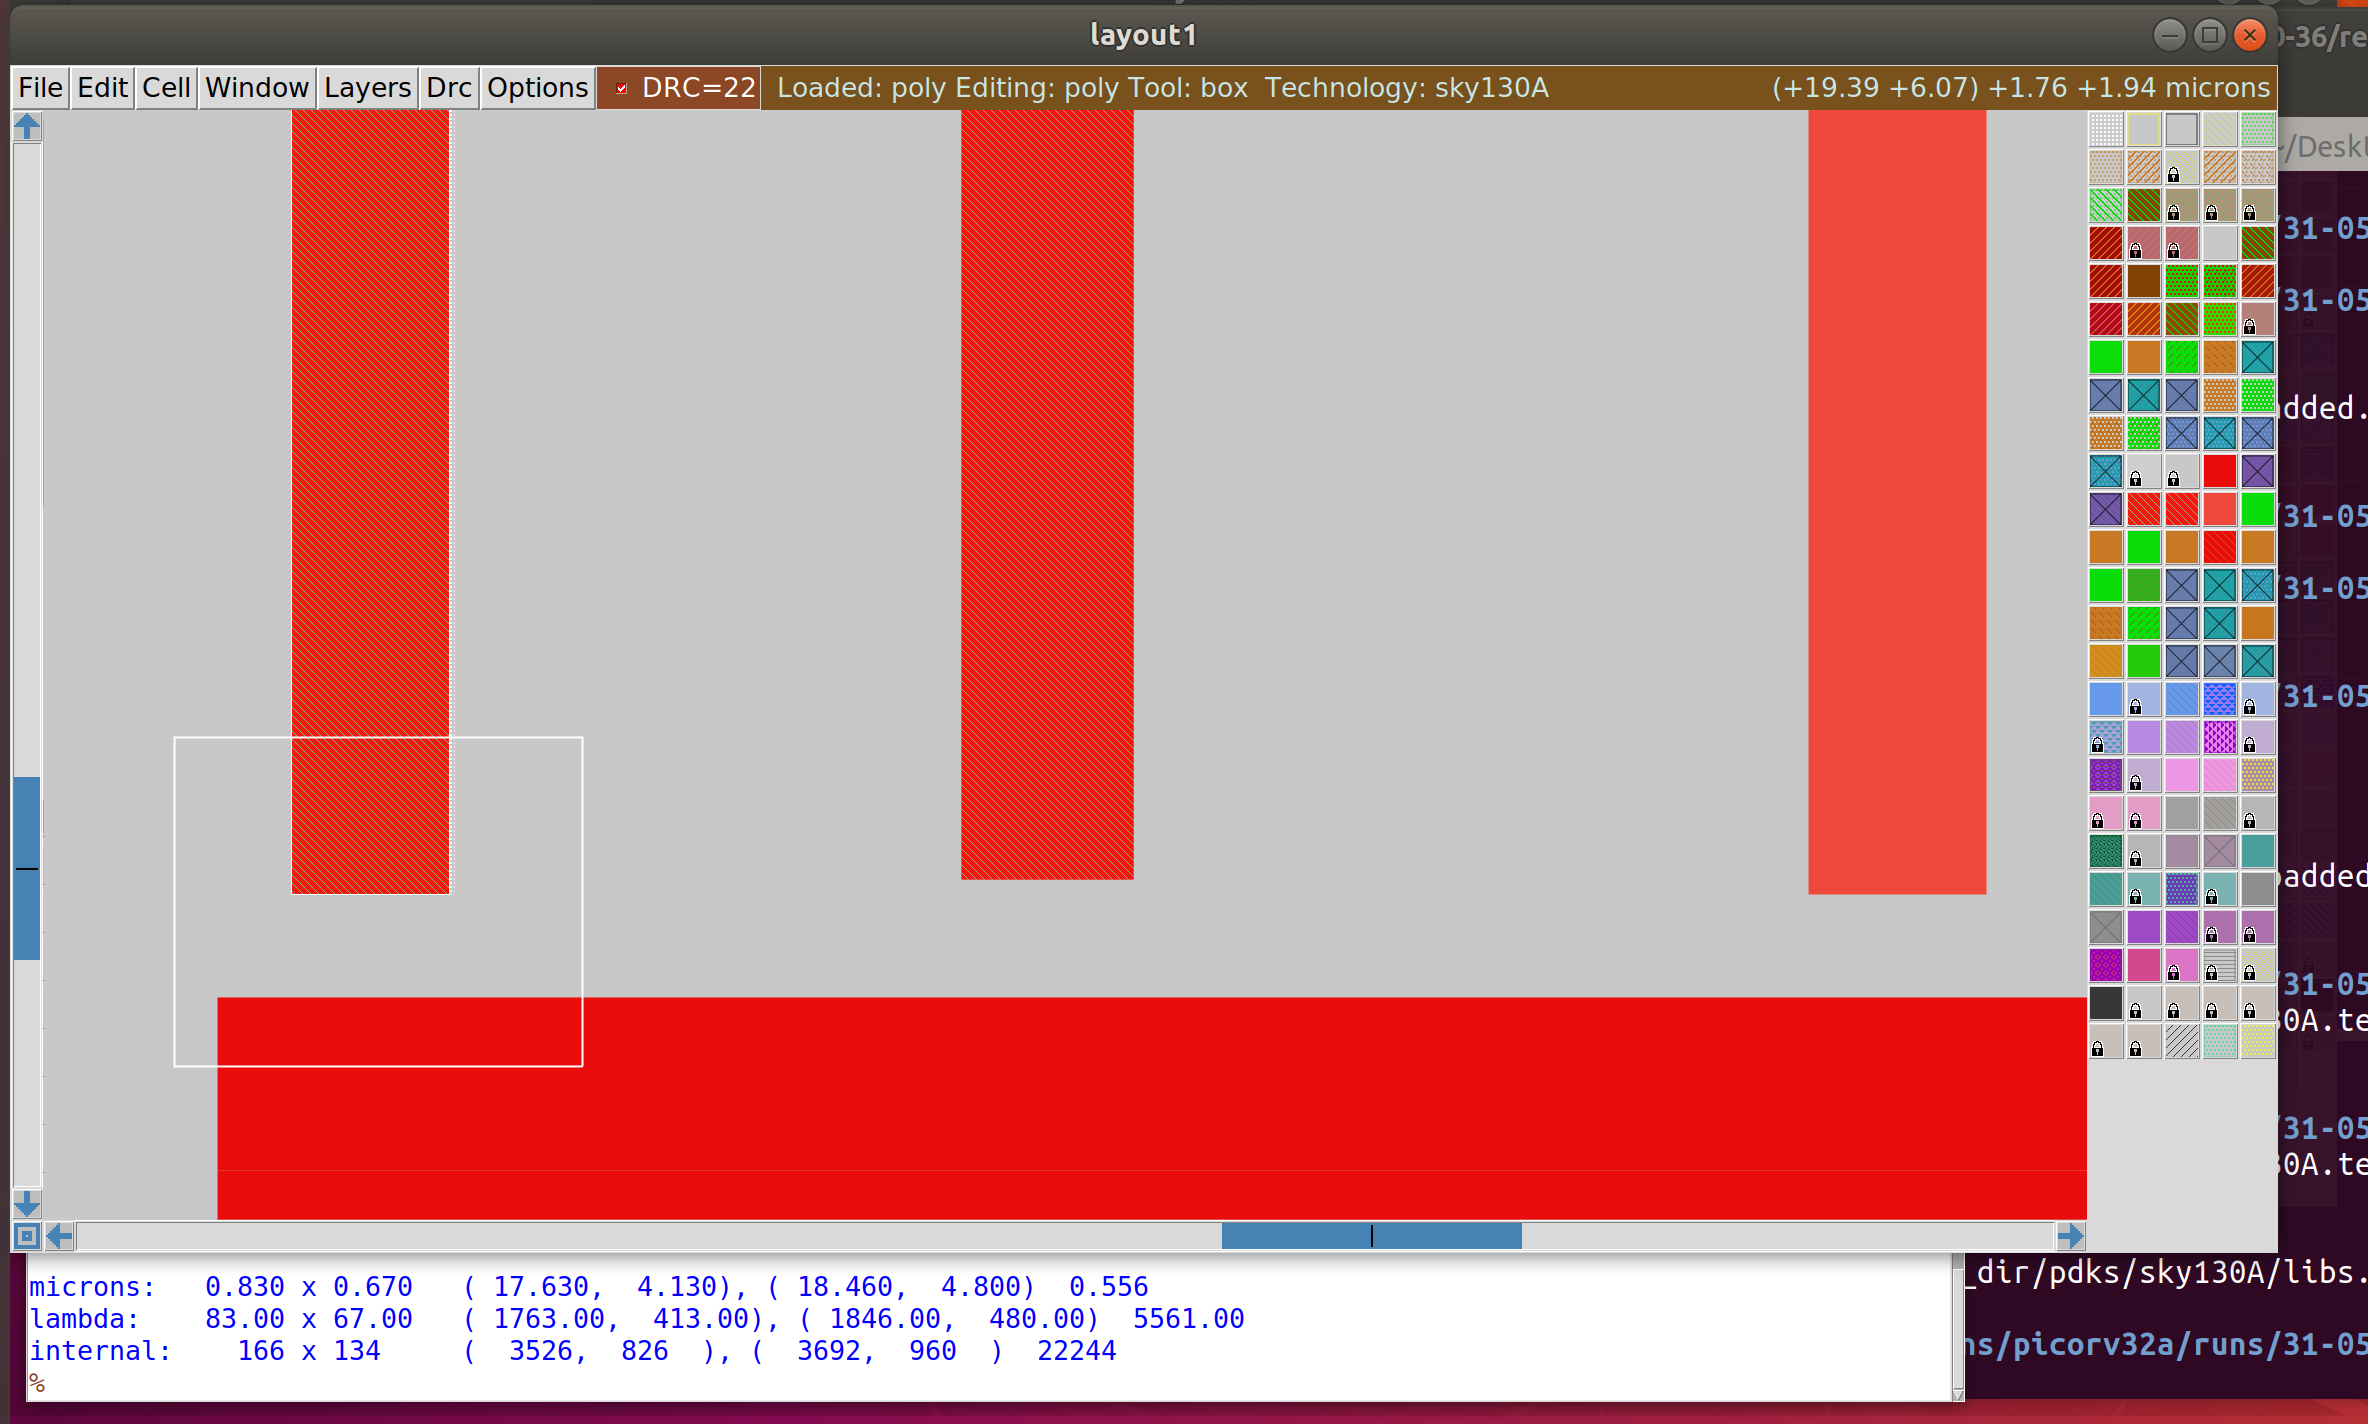 layout1
0-36/re
File Edit Cell Window Layers Drc Options DRC=22 Loaded: poly Editing: poly Tool: box Technology: sky130A (+19.39 +6.07) +1.76 +1.94 microns
~/Deskt
/31-05
/31-05
dded.
/31-05
/31-05
/31-05
added
/31-05
30A.te
/31-05
30A.te
_dir/pdks/sky130A/libs.
ns/picorv32a/runs/31-05
microns: 0.830 x 0.670 ( 17.630, 4.130), ( 18.460, 4.800) 0.556
lambda: 83.00 x 67.00 ( 1763.00, 413.00), ( 1846.00, 480.00) 5561.00
internal: 166 x 134 ( 3526, 826 ), ( 3692, 960 ) 22244
%